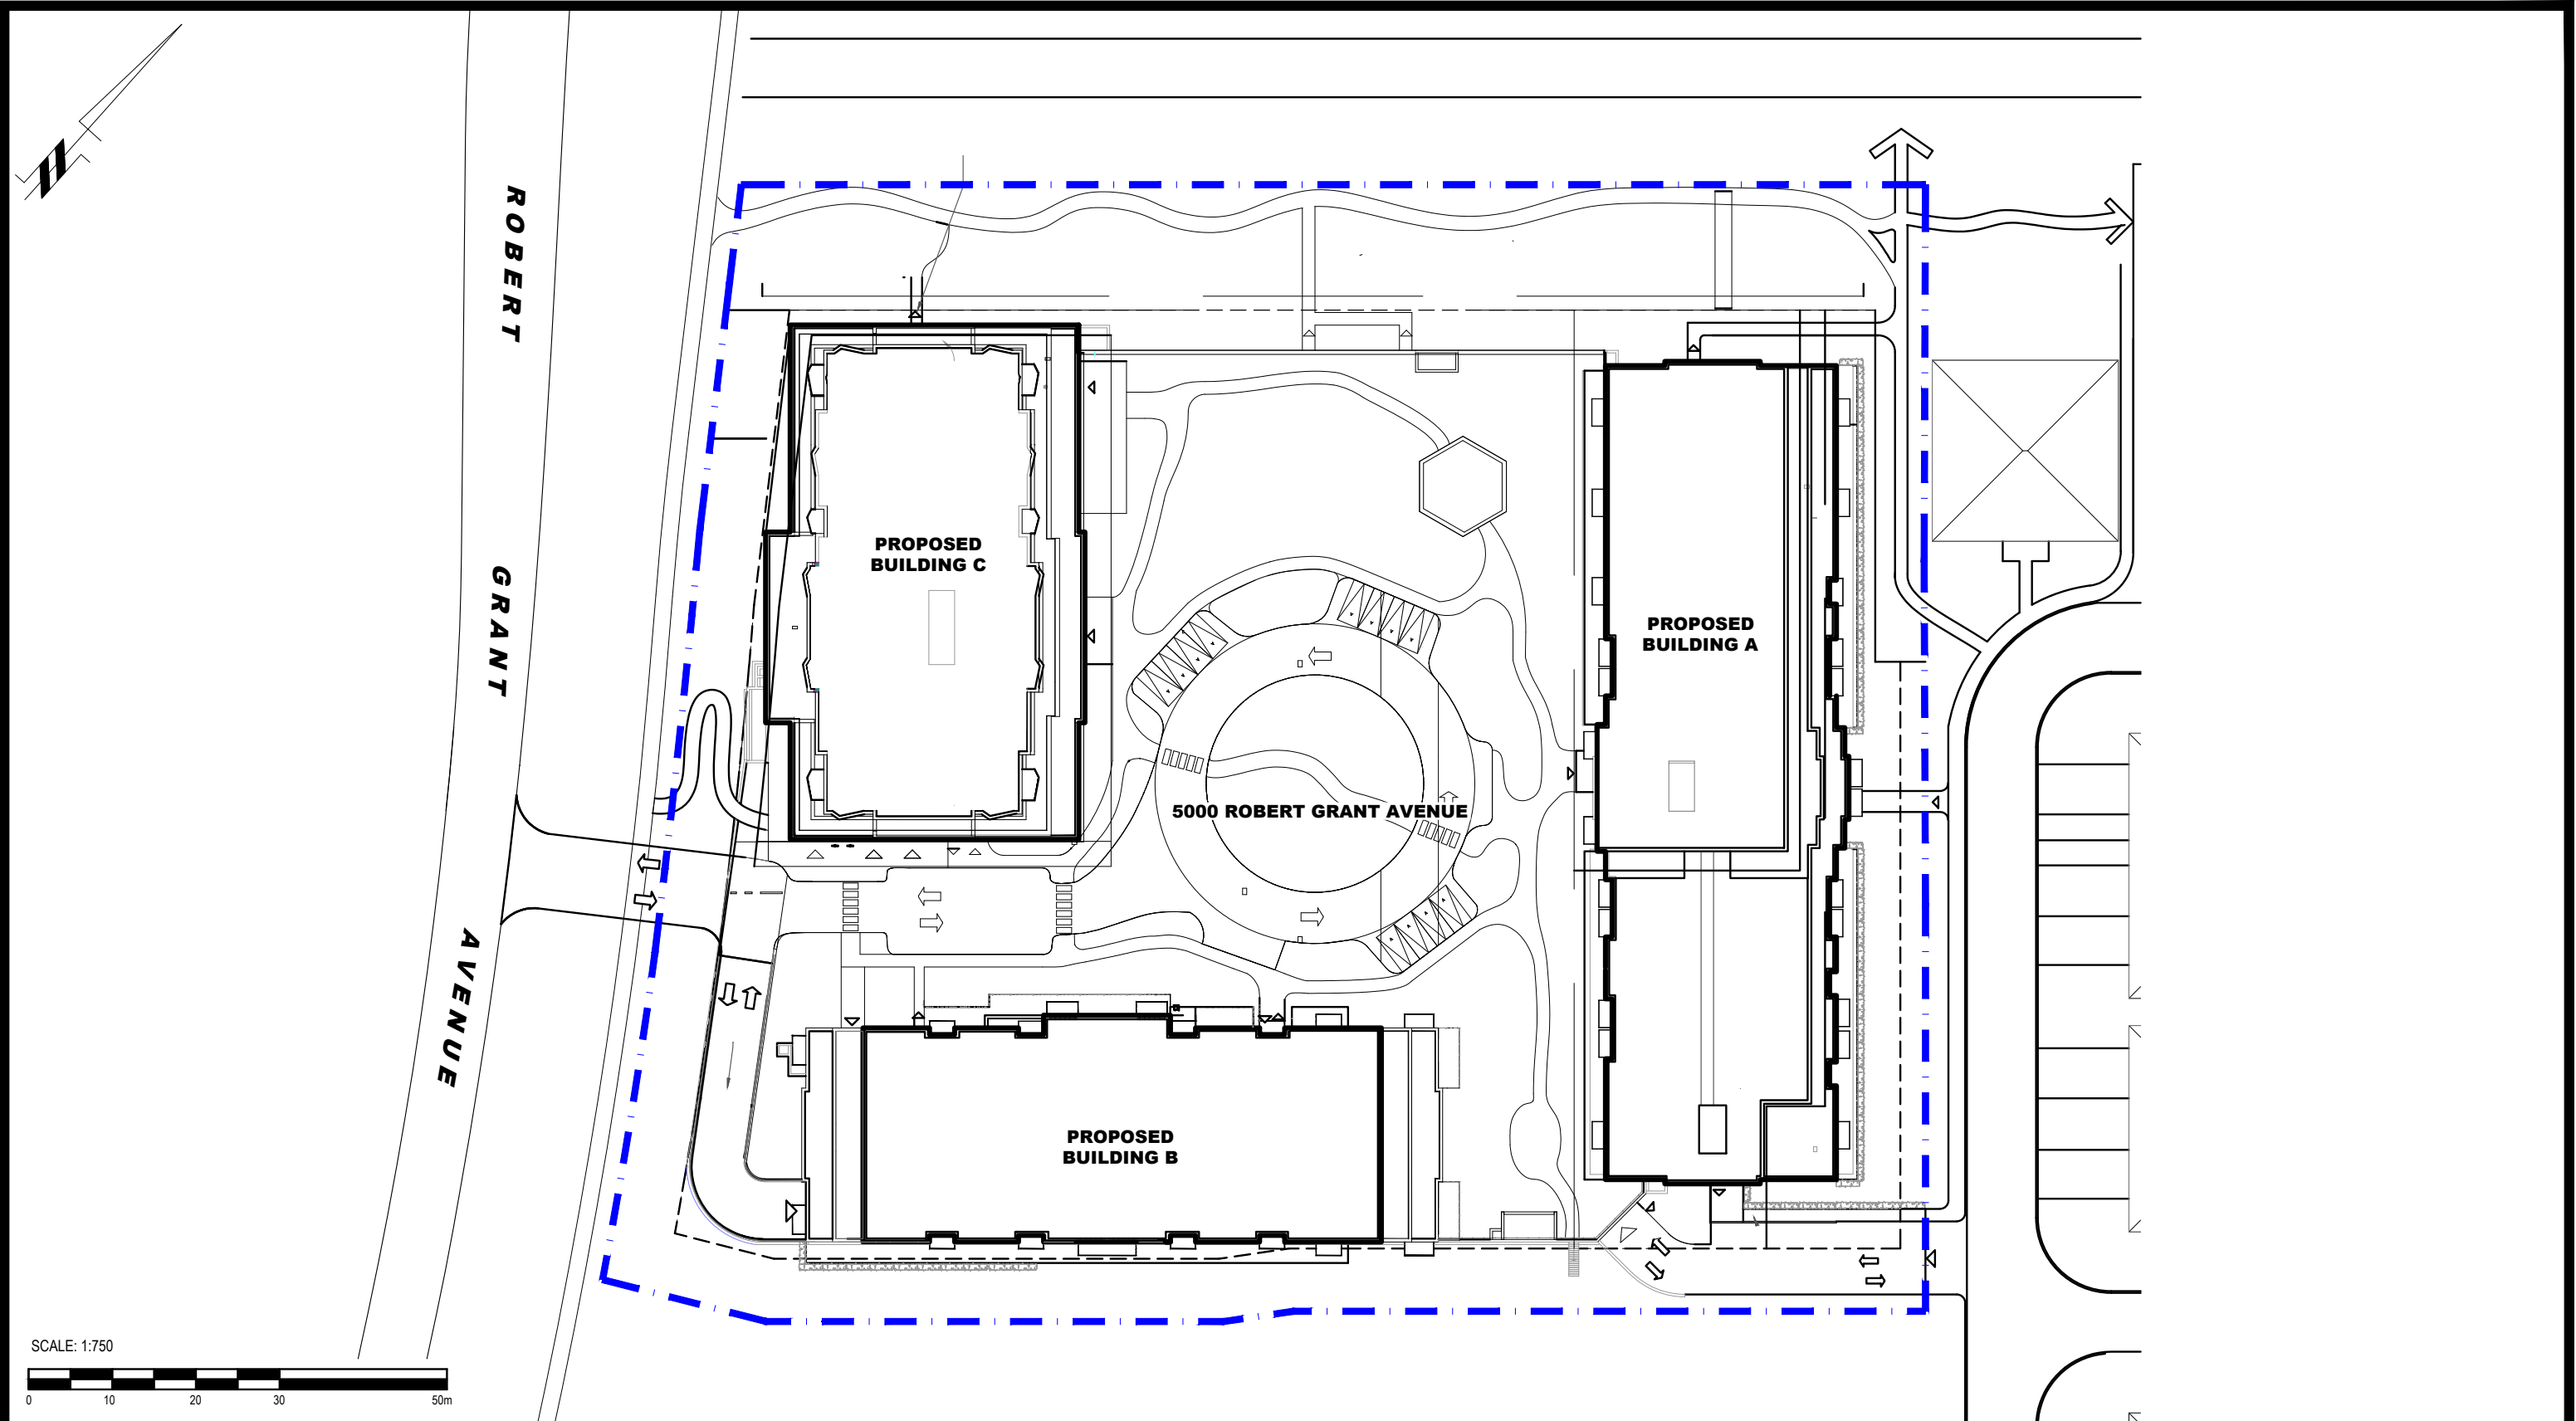 ROBERT
GRANT
AVENUE
PROPOSED
BUILDING C
PROPOSED
BUILDING A
5000 ROBERT GRANT AVENUE
PROPOSED
BUILDING B
SCALE: 1:750
0 10 20 30 50m